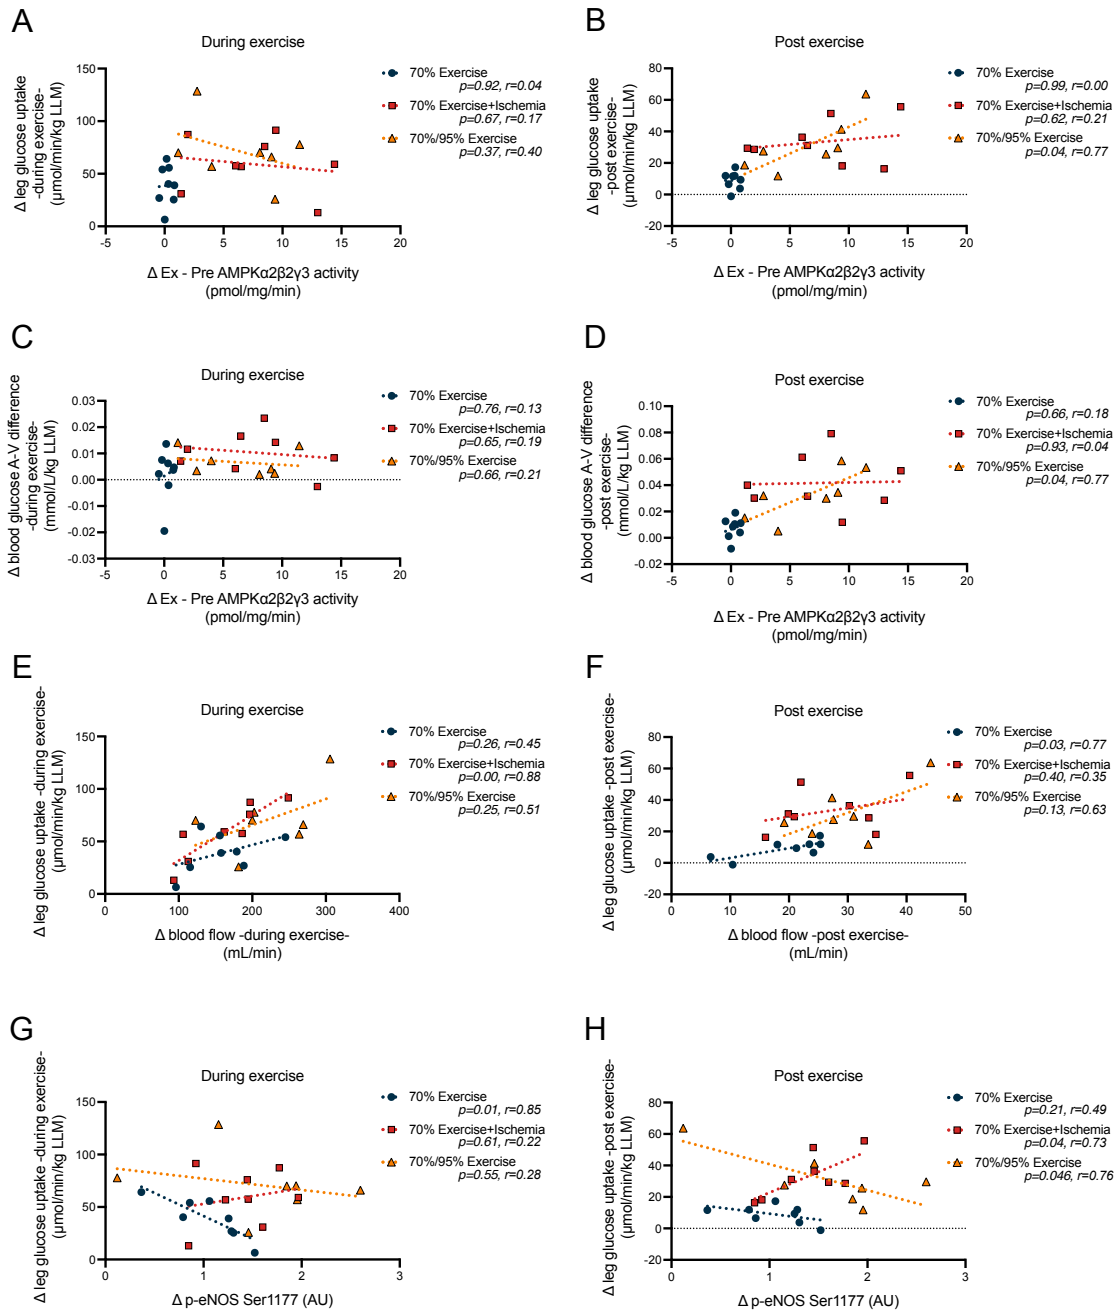 A
During exercise
Δ leg glucose uptake
-during exercise-
(μmol/min/kg LLM)
150
100
50
0
-5
0
5
10
15
20
Δ Ex - Pre AMPKα2β2γ3 activity
(pmol/mg/min)
70% Exercise
p=0.92, r=0.04
70% Exercise+Ischemia
p=0.67, r=0.17
70%/95% Exercise
p=0.37, r=0.40
B
Post exercise
Δ leg glucose uptake
-post exercise-
(μmol/min/kg LLM)
80
60
40
20
0
-20
-5
0
5
10
15
20
Δ Ex - Pre AMPKα2β2γ3 activity
(pmol/mg/min)
70% Exercise
p=0.99, r=0.00
70% Exercise+Ischemia
p=0.62, r=0.21
70%/95% Exercise
p=0.04, r=0.77
C
During exercise
Δ blood glucose A-V difference
-during exercise-
(mmol/L/kg LLM)
0.03
0.02
0.01
0.00
-0.01
-0.02
-0.03
-5
0
5
10
15
20
Δ Ex - Pre AMPKα2β2γ3 activity
(pmol/mg/min)
70% Exercise
p=0.76, r=0.13
70% Exercise+Ischemia
p=0.65, r=0.19
70%/95% Exercise
p=0.66, r=0.21
D
Post exercise
Δ blood glucose A-V difference
-post exercise-
(mmol/L/kg LLM)
0.10
0.08
0.06
0.04
0.02
0.00
-0.02
-5
0
5
10
15
20
Δ Ex - Pre AMPKα2β2γ3 activity
(pmol/mg/min)
70% Exercise
p=0.66, r=0.18
70% Exercise+Ischemia
p=0.93, r=0.04
70%/95% Exercise
p=0.04, r=0.77
E
During exercise
Δ leg glucose uptake -during exercise-
(μmol/min/kg LLM)
150
100
50
0
0
100
200
300
400
Δ blood flow -during exercise-
(mL/min)
70% Exercise
p=0.26, r=0.45
70% Exercise+Ischemia
p=0.00, r=0.88
70%/95% Exercise
p=0.25, r=0.51
F
Post exercise
Δ leg glucose uptake -post exercise-
(μmol/min/kg LLM)
80
60
40
20
0
-20
0
10
20
30
40
50
Δ blood flow -post exercise-
(mL/min)
70% Exercise
p=0.03, r=0.77
70% Exercise+Ischemia
p=0.40, r=0.35
70%/95% Exercise
p=0.13, r=0.63
G
During exercise
Δ leg glucose uptake -during exercise-
(μmol/min/kg LLM)
150
100
50
0
0
1
2
3
Δ p-eNOS Ser1177 (AU)
70% Exercise
p=0.01, r=0.85
70% Exercise+Ischemia
p=0.61, r=0.22
70%/95% Exercise
p=0.55, r=0.28
H
Post exercise
Δ leg glucose uptake -post exercise-
(μmol/min/kg LLM)
80
60
40
20
0
-20
0
1
2
3
Δ p-eNOS Ser1177 (AU)
70% Exercise
p=0.21, r=0.49
70% Exercise+Ischemia
p=0.04, r=0.73
70%/95% Exercise
p=0.046, r=0.76